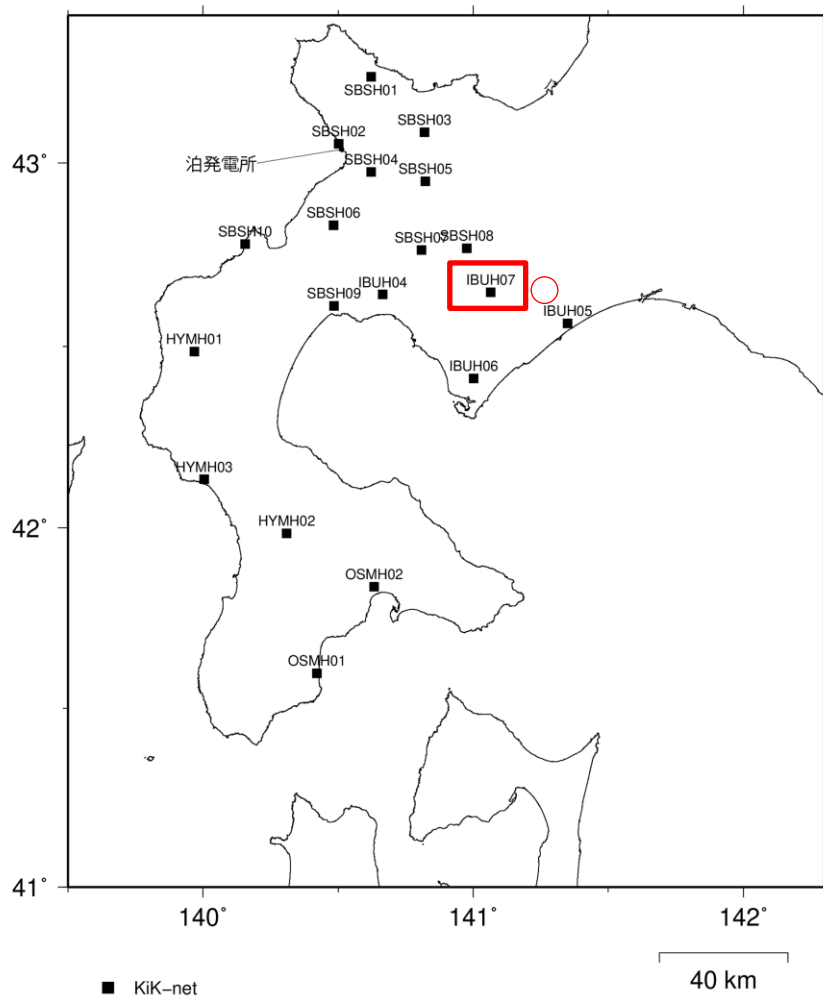 SBSH01
SBSH03
SBSH02
泊発電所
43°
SBSH04
SBSH05
SBSH06
SBSH10
SBSH07
SBSH08
IBUH07
IBUH04
SBSH09
IBUH05
HYMH01
IBUH06
HYMH03
HYMH02
42°
OSMH02
OSMH01
41°
140°
141°
142°
40 km
KiK-net